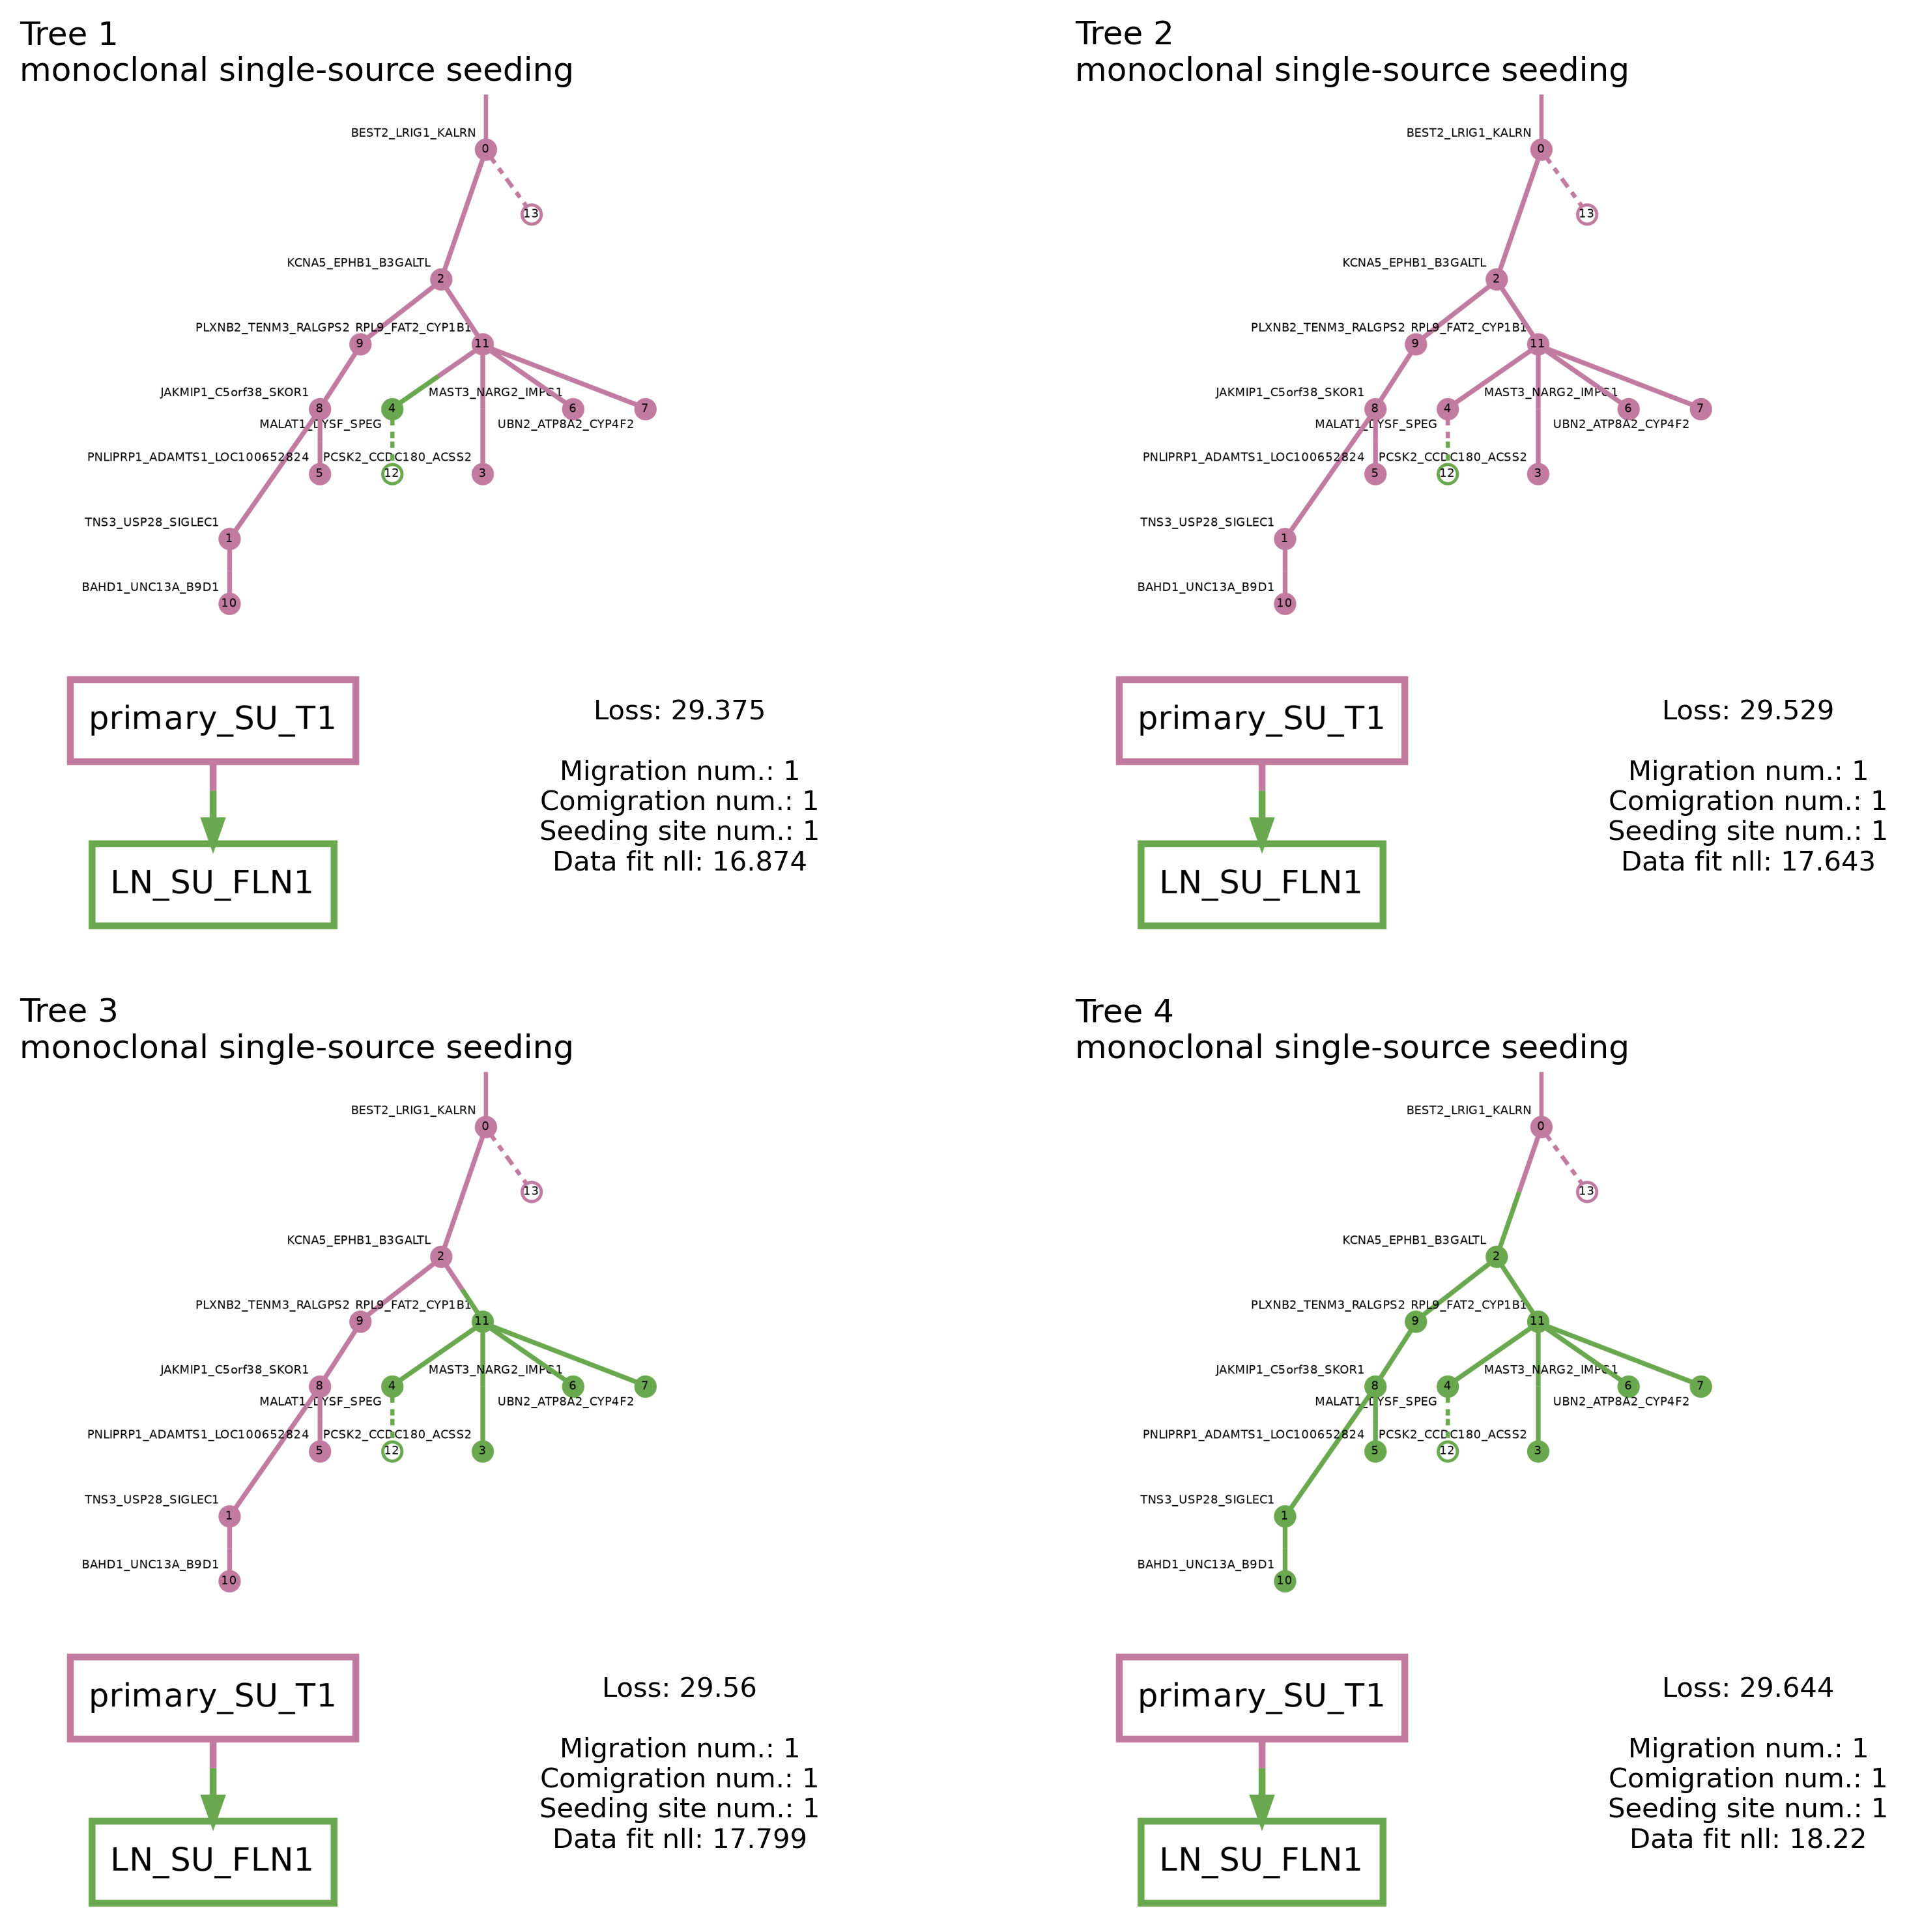 Tree 1
monoclonal single-source seeding
BEST2_LRIG1_KALRN
0
13
KCNA5_EPHB1_B3GALTL
2
PLXNB2_TENM3_RALGPS2 RPL9_FAT2_CYP1B1
9
11
JAKMIP1_C5orf38_SKOR1
MAST3_NARG2_IMPG1
8
4
6
7
MALAT1_DYSF_SPEG
UBN2_ATP8A2_CYP4F2
PNLIPRP1_ADAMTS1_LOC100652824
PCSK2_CCDC180_ACSS2
5
12
3
TNS3_USP28_SIGLEC1
1
BAHD1_UNC13A_B9D1
10
primary_SU_T1
LN_SU_FLN1
Loss: 29.375
Migration num.: 1
Comigration num.: 1
Seeding site num.: 1
Data fit nll: 16.874
Tree 2
monoclonal single-source seeding
BEST2_LRIG1_KALRN
0
13
KCNA5_EPHB1_B3GALTL
2
PLXNB2_TENM3_RALGPS2 RPL9_FAT2_CYP1B1
9
11
JAKMIP1_C5orf38_SKOR1
MAST3_NARG2_IMPG1
8
4
6
7
MALAT1_DYSF_SPEG
UBN2_ATP8A2_CYP4F2
PNLIPRP1_ADAMTS1_LOC100652824
PCSK2_CCDC180_ACSS2
5
12
3
TNS3_USP28_SIGLEC1
1
BAHD1_UNC13A_B9D1
10
primary_SU_T1
LN_SU_FLN1
Loss: 29.529
Migration num.: 1
Comigration num.: 1
Seeding site num.: 1
Data fit nll: 17.643
Tree 3
monoclonal single-source seeding
BEST2_LRIG1_KALRN
0
13
KCNA5_EPHB1_B3GALTL
2
PLXNB2_TENM3_RALGPS2 RPL9_FAT2_CYP1B1
9
11
JAKMIP1_C5orf38_SKOR1
MAST3_NARG2_IMPG1
8
4
6
7
MALAT1_DYSF_SPEG
UBN2_ATP8A2_CYP4F2
PNLIPRP1_ADAMTS1_LOC100652824
PCSK2_CCDC180_ACSS2
5
12
3
TNS3_USP28_SIGLEC1
1
BAHD1_UNC13A_B9D1
10
primary_SU_T1
LN_SU_FLN1
Loss: 29.56
Migration num.: 1
Comigration num.: 1
Seeding site num.: 1
Data fit nll: 17.799
Tree 4
monoclonal single-source seeding
BEST2_LRIG1_KALRN
0
13
KCNA5_EPHB1_B3GALTL
2
PLXNB2_TENM3_RALGPS2 RPL9_FAT2_CYP1B1
9
11
JAKMIP1_C5orf38_SKOR1
MAST3_NARG2_IMPG1
8
4
6
7
MALAT1_DYSF_SPEG
UBN2_ATP8A2_CYP4F2
PNLIPRP1_ADAMTS1_LOC100652824
PCSK2_CCDC180_ACSS2
5
12
3
TNS3_USP28_SIGLEC1
1
BAHD1_UNC13A_B9D1
10
primary_SU_T1
LN_SU_FLN1
Loss: 29.644
Migration num.: 1
Comigration num.: 1
Seeding site num.: 1
Data fit nll: 18.22